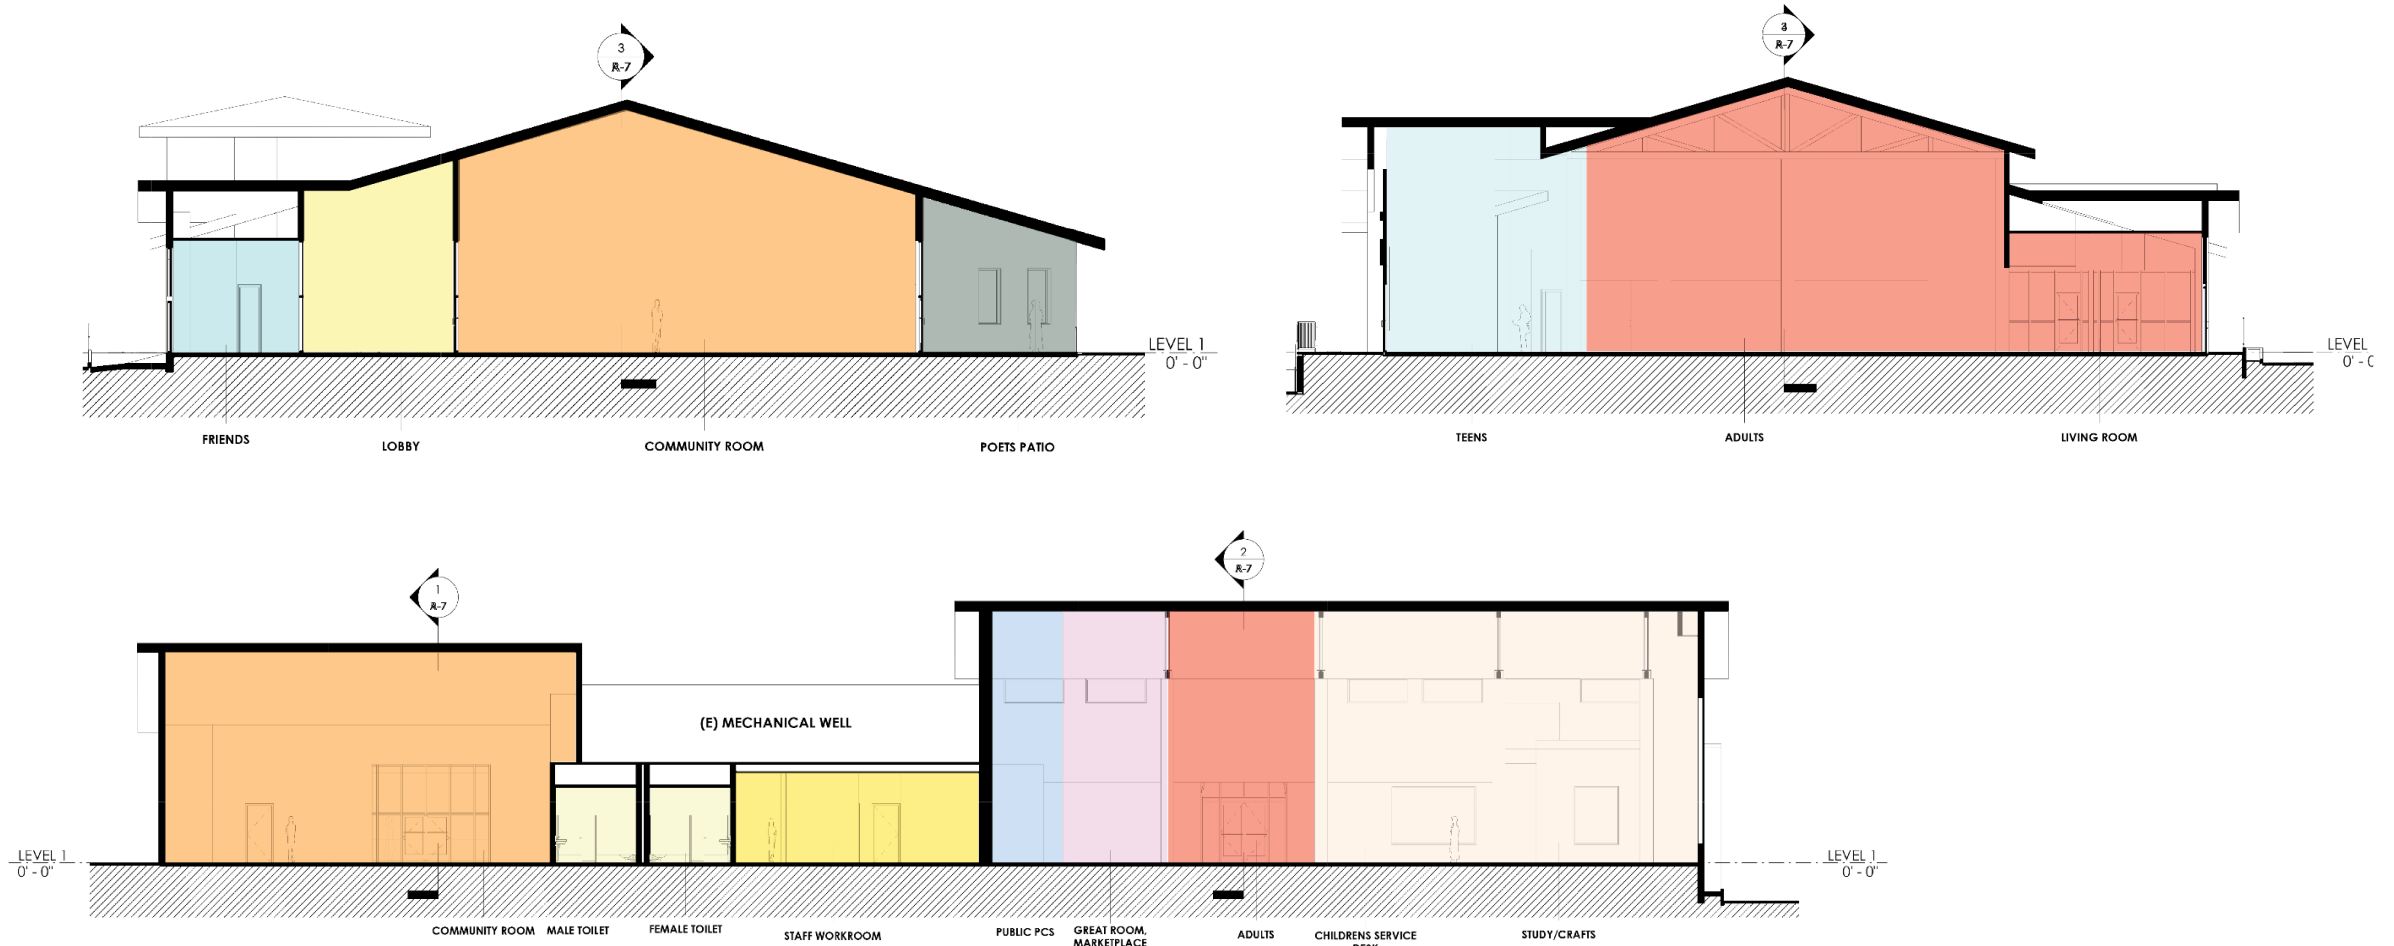 3
A-7
LEVEL 1
0' - 0"
FRIENDS
LOBBY
COMMUNITY ROOM
POETS PATIO
A-7
LEVEL
TEENS
ADULTS
LIVING ROOM
1
A-7
2
A-7
(E) MECHANICAL WELL
LEVEL 1
0' - 0"
LEVEL 1
0' - 0"
COMMUNITY ROOM
MALE TOILET
FEMALE TOILET
STAFF WORKROOM
PUBLIC PCS
GREAT ROOM,
MARKETPLACE
ADULTS
CHILDRENS SERVICE
STUDY/CRAFTS